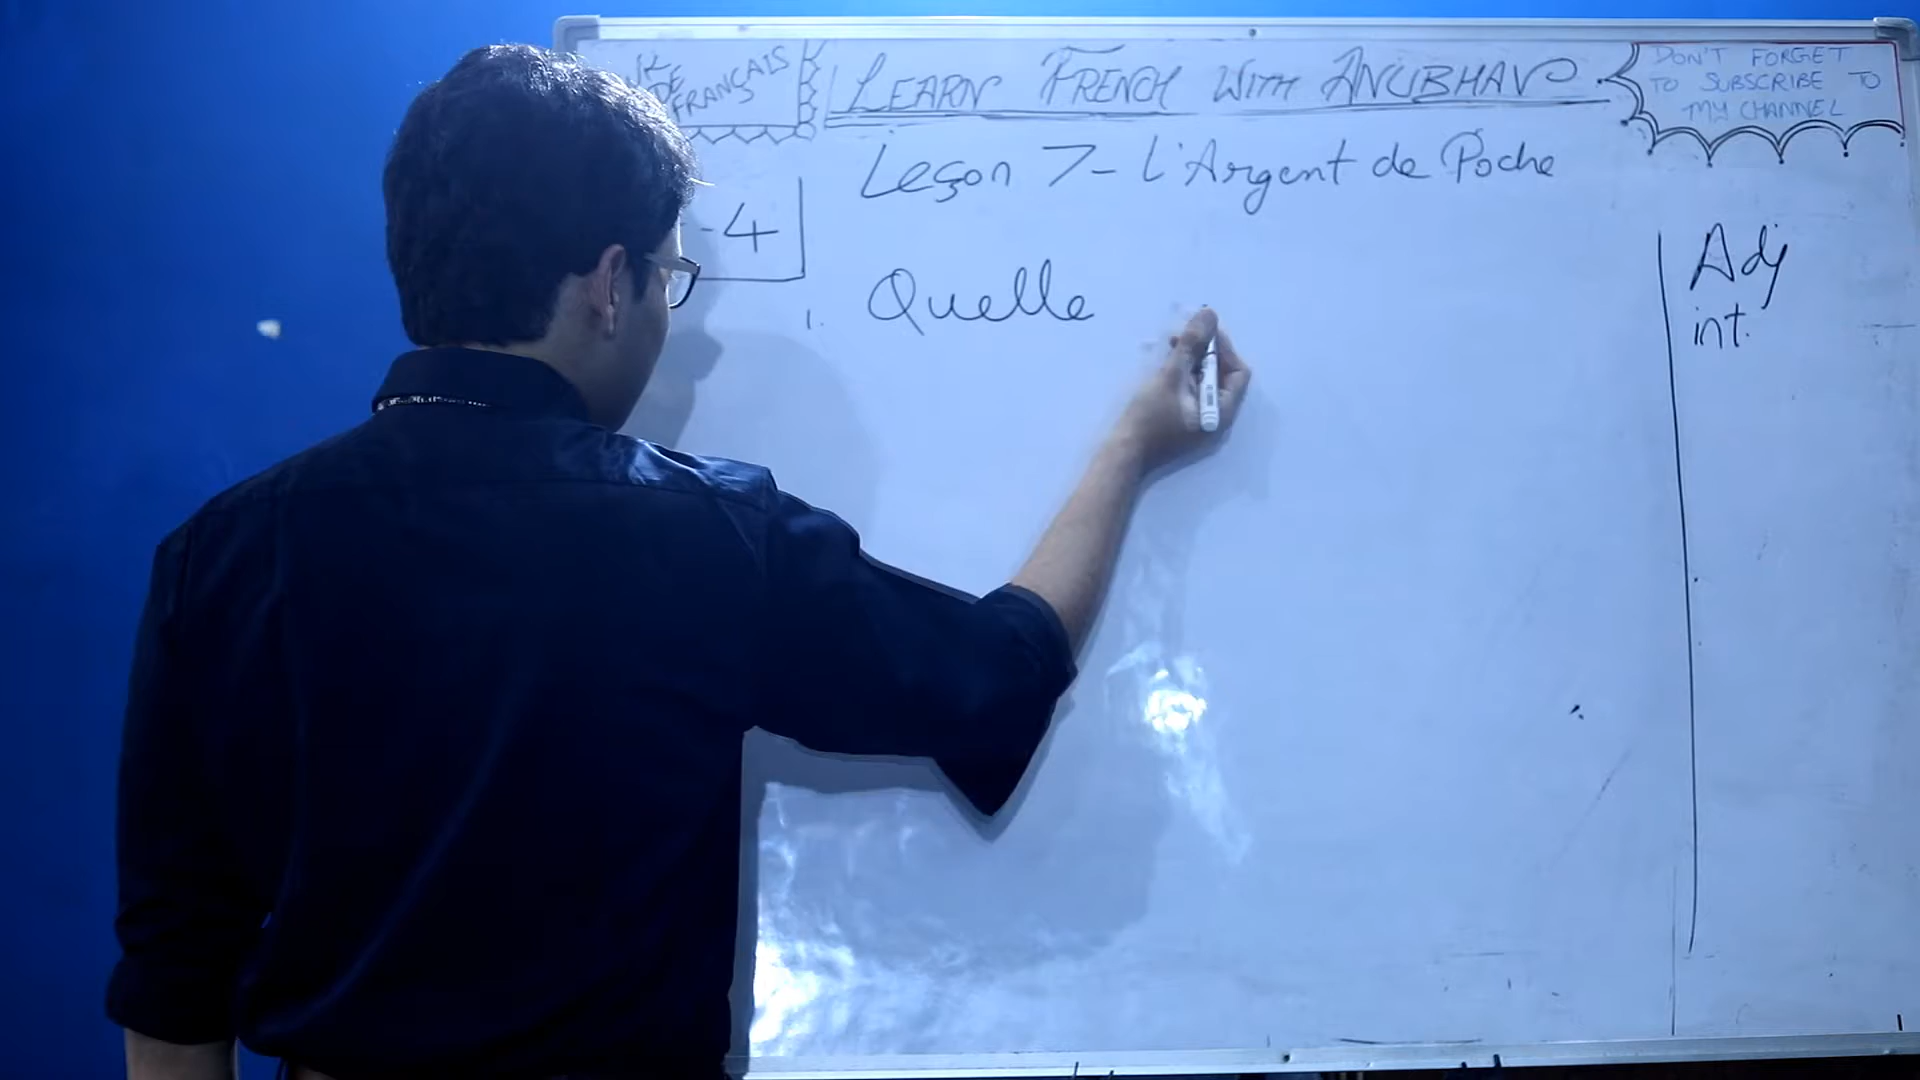 DE
FRANÇAIS
LEARN FRENCH WITH ANUBHAV
DON'T FORGET
TO SUBSCRIBE TO
MY CHANNEL
Leçon 7- L'Argent de Poche
-4
1. Quelle
Adj
int.